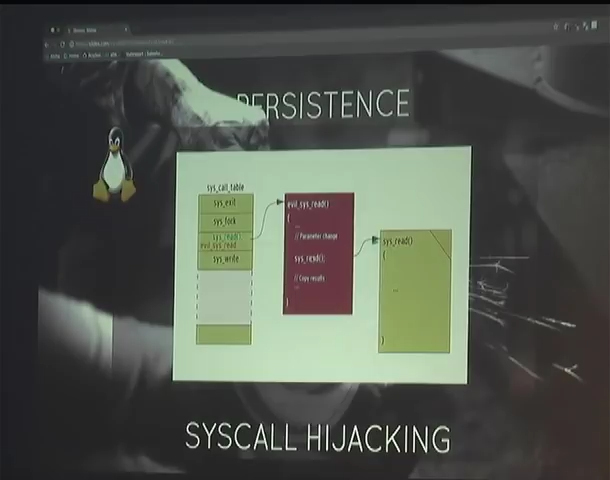 PERSISTENCE
sys_call_table
sys_exit
sys_fork
sys_read
evil_sys_read
sys_write
evil_sys_read()
{
...
// Parameter change
sys_read();
// Copy results
...
}
sys_read()
{
...
}
SYSCALL HIJACKING